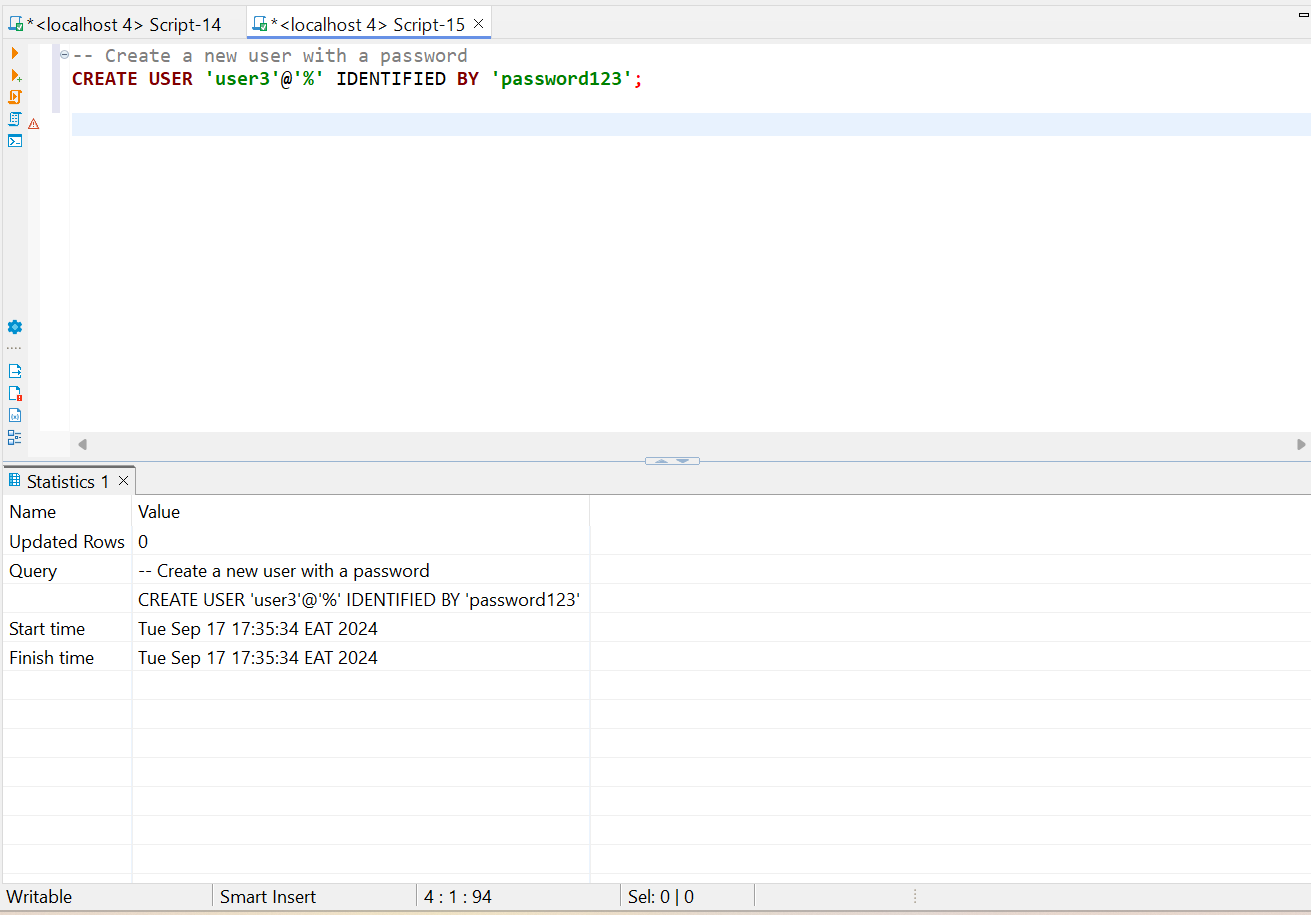 *<localhost 4> Script-14
*<localhost 4> Script-15
-- Create a new user with a password
CREATE USER 'user3'@'%' IDENTIFIED BY 'password123';
Statistics 1
Name Value
Updated Rows 0
Query -- Create a new user with a password
CREATE USER 'user3'@'%' IDENTIFIED BY 'password123'
Start time Tue Sep 17 17:35:34 EAT 2024
Finish time Tue Sep 17 17:35:34 EAT 2024
Writable Smart Insert 4 : 1 : 94 Sel: 0 | 0